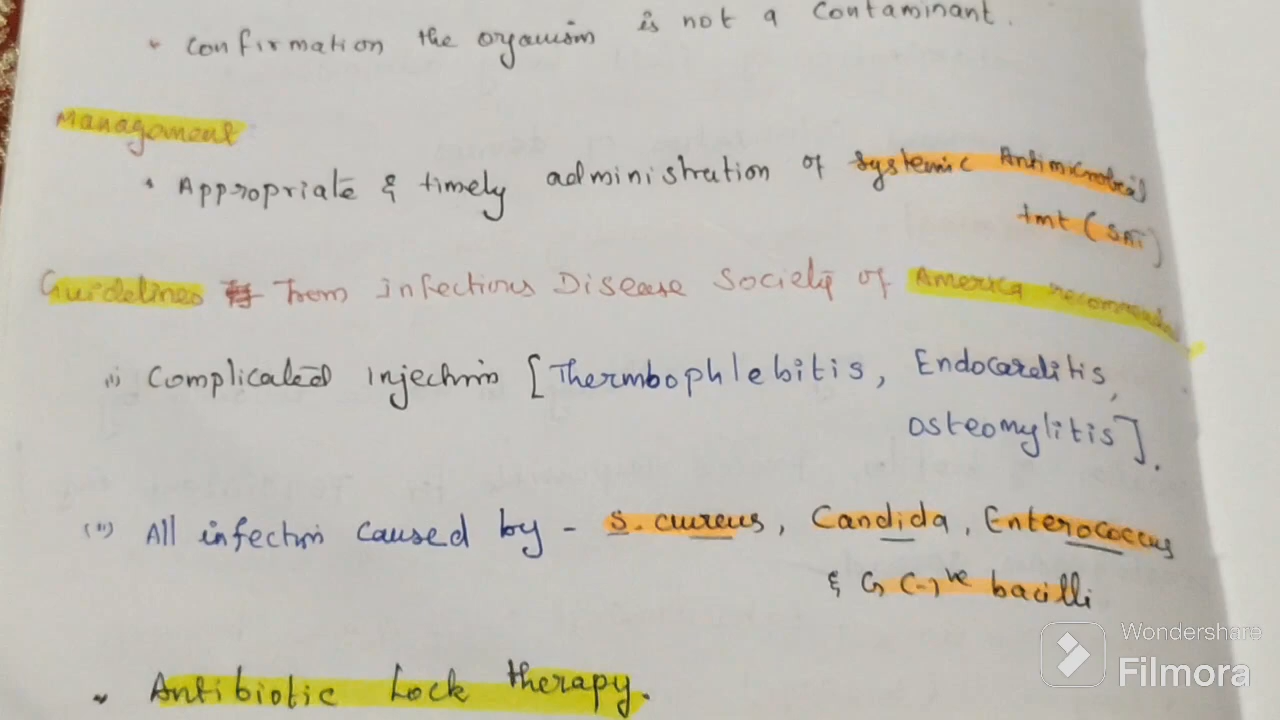 • Confirmation the organism is not a contaminant.
Management
• Appropriate & timely administration of Systemic Antimicrobial
tmt (SAT)
Guidelines From infectious Disease Society of America recommends
(i) Complicated injection [Thermbophlebitis, Endocarditis,
Osteomylitis].
(ii) All infection caused by - S. aureus, Candida, Enterococcus
& G (-)ve bacilli
• Antibiotic Lock therapy.
Wondershare
Filmora